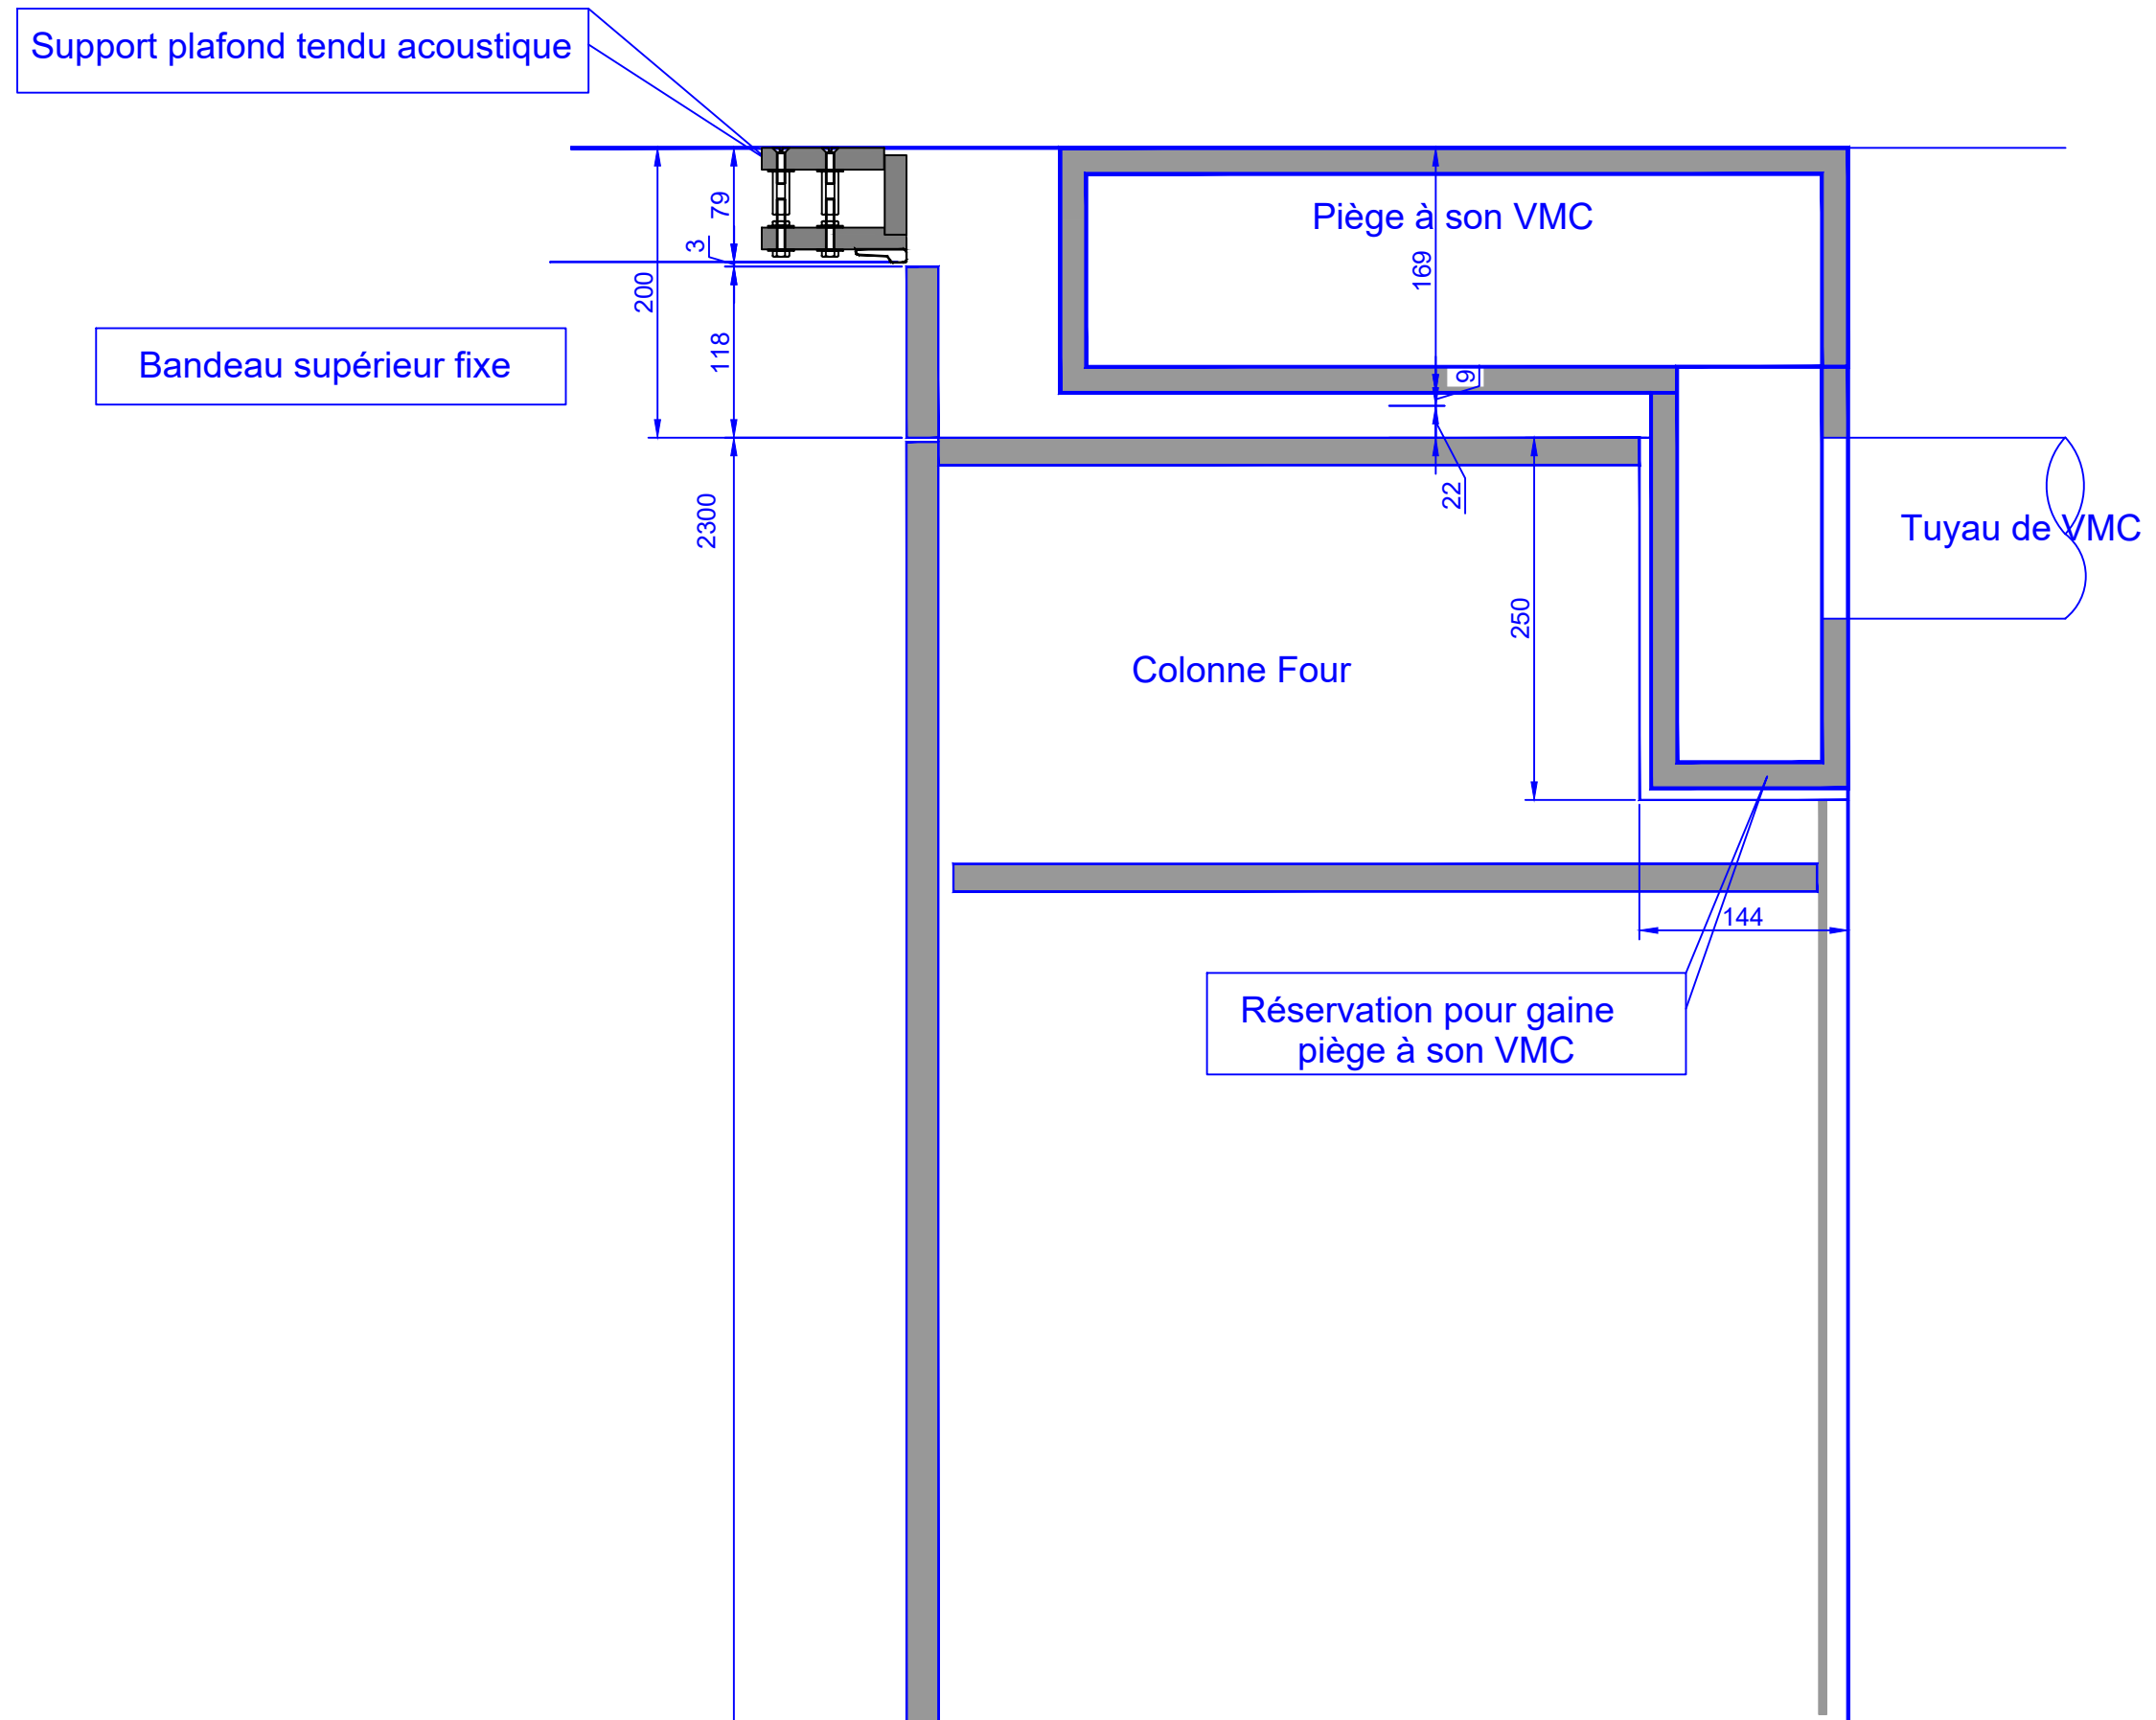 Support plafond tendu acoustique
79
Piège à son VMC
3
169
200
Bandeau supérieur fixe
118
9
22
2300
Tuyau de VMC
250
Colonne Four
144
Réservation pour gaine
piège à son VMC